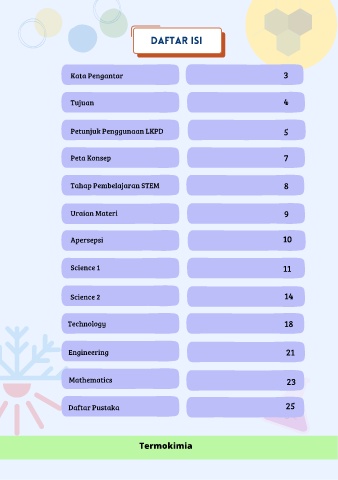 DAFTAR ISI
Kata Pengantar 3
Tujuan 4
Petunjuk Penggunaan LKPD 5
Peta Konsep 7
Tahap Pembelajaran STEM 8
Uraian Materi 9
Apersepsi 10
Science 1 11
Science 2 14
Technology 18
Engineering 21
Mathematics 23
Daftar Pustaka 25
Termokimia